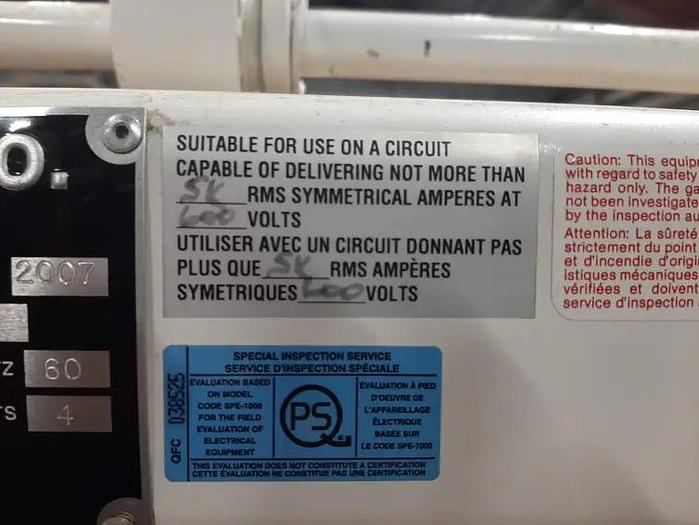 O.
2007
Z 60
S 4
SUITABLE FOR USE ON A CIRCUIT
CAPABLE OF DELIVERING NOT MORE THAN
5K RMS SYMMETRICAL AMPERES AT
600 VOLTS
UTILISER AVEC UN CIRCUIT DONNANT PAS
PLUS QUE 5K RMS AMPÈRES
SYMETRIQUES 600 VOLTS
SPECIAL INSPECTION SERVICE
SERVICE D'INSPECTION SPÉCIALE
QFC 038525
EVALUATION BASED
ON MODEL
CODE SPE-1000
FOR THE FIELD
EVALUATION OF
ELECTRICAL
EQUIPMENT
PS
ÉVALUATION À PIED
D'OEUVRE DE
L'APPAREILLAGE
ÉLECTRIQUE
BASÉE SUR
LE CODE SPE-1000
THIS EVALUATION DOES NOT CONSTITUTE A CERTIFICATION
CETTE ÉVALUATION NE CONSTITUE PAS UNE CERTIFICATION
Caution: This equip
with regard to safety
hazard only. The ga
not been investigate
by the inspection au
Attention: La sûreté
strictement du point
et d'incendie d'origi
istiques mécaniques
vérifiées et doivent
service d'inspection